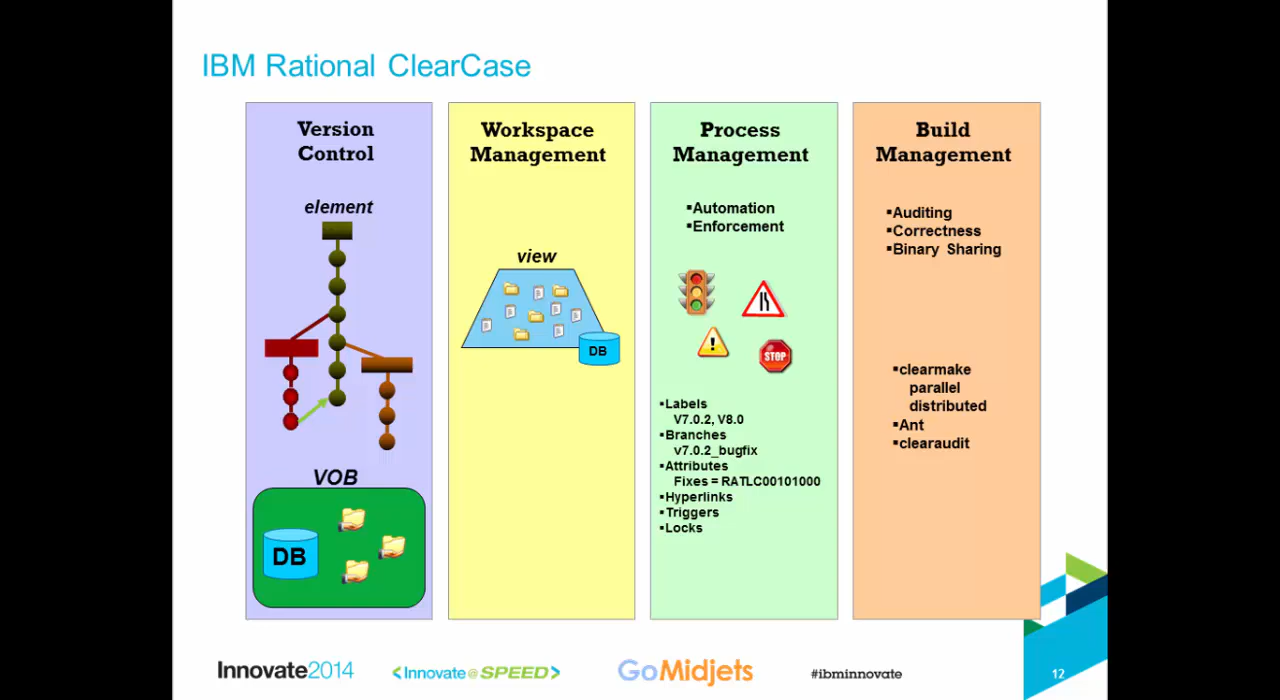 IBM Rational ClearCase
Version
Control
element
VOB
DB
Workspace
Management
view
DB
Process
Management
▪Automation
▪Enforcement
!
STOP
▪Labels
V7.0.2, V8.0
▪Branches
v7.0.2_bugfix
▪Attributes
Fixes = RATLC00101000
▪Hyperlinks
▪Triggers
▪Locks
Build
Management
▪Auditing
▪Correctness
▪Binary Sharing
▪clearmake
parallel
distributed
▪Ant
▪clearaudit
Innovate2014
<Innovate@SPEED>
GoMidjets
#ibminnovate
12